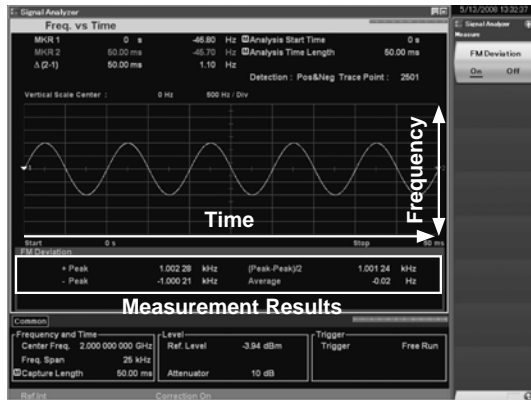 Signal Analyzer
5/13/2008 13:32:37
Freq. vs Time
MKR 1 0 s -45.80 Hz Analysis Start Time 0 s
MKR 2 50.00 ms -45.70 Hz Analysis Time Length 50.00 ms
Δ (2-1) 50.00 ms 1.10 Hz
Detection : Pos&Neg Trace Point : 2501
Vertical Scale Center : 0 Hz 600 Hz / Div
Frequency
Time
Start 0 s Stop 50 ms
FM Deviation
+ Peak 1.002 28 kHz (Peak-Peak)/2 1.001 24 kHz
- Peak -1.000 21 kHz Average -0.02 Hz
Measurement Results
Common
Frequency and Time
Center Freq. 2.000 000 000 GHz
Freq. Span 25 kHz
Capture Length 50.00 ms
Level
Ref. Level -3.94 dBm
Attenuator 10 dB
Trigger
Trigger Free Run
Ref.Int Correction On
Signal Analyzer
Measure
FM Deviation
On Off